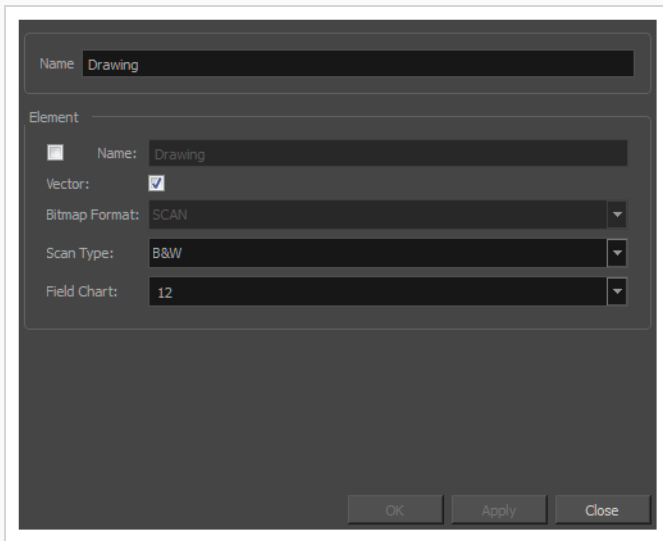 Name Drawing
Element
Name: Drawing
Vector:
Bitmap Format: SCAN
Scan Type: B&W
Field Chart: 12
OK Apply Close